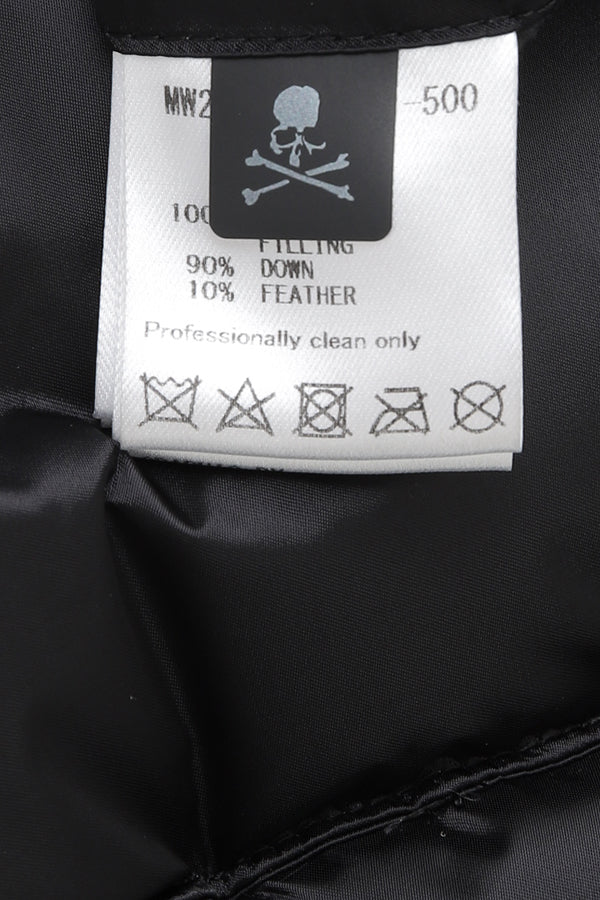 MW2 -500
100
FILLING
90% DOWN
10% FEATHER
Professionally clean only